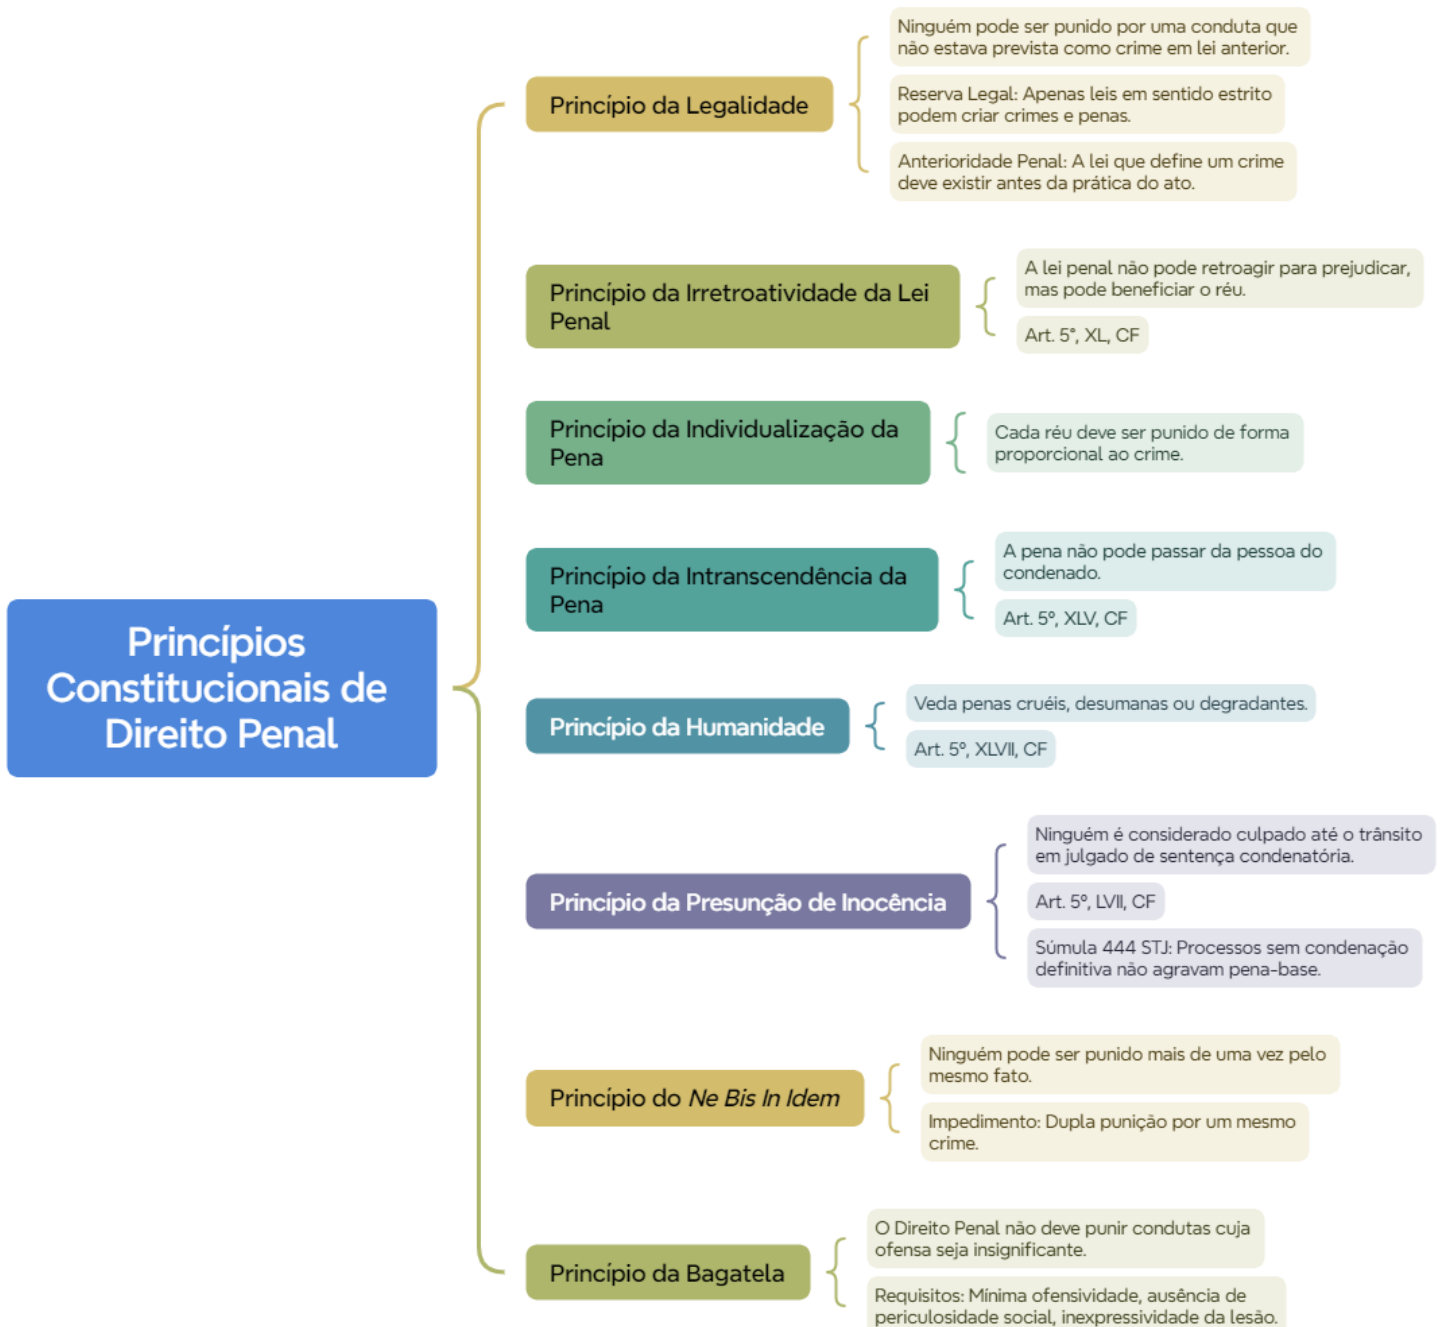 Princípios
Constitucionais de
Direito Penal
Princípio da Legalidade
Ninguém pode ser punido por uma conduta que
não estava prevista como crime em lei anterior.
Reserva Legal: Apenas leis em sentido estrito
podem criar crimes e penas.
Anterioridade Penal: A lei que define um crime
deve existir antes da prática do ato.
Princípio da Irretroatividade da Lei
Penal
A lei penal não pode retroagir para prejudicar,
mas pode beneficiar o réu.
Art. 5°, XL, CF
Princípio da Individualização da
Pena
Cada réu deve ser punido de forma
proporcional ao crime.
Princípio da Intranscendência da
Pena
A pena não pode passar da pessoa do
condenado.
Art. 5º, XLV, CF
Princípio da Humanidade
Veda penas cruéis, desumanas ou degradantes.
Art. 5º, XLVII, CF
Princípio da Presunção de Inocência
Ninguém é considerado culpado até o trânsito
em julgado de sentença condenatória.
Art. 5º, LVII, CF
Súmula 444 STJ: Processos sem condenação
definitiva não agravam pena-base.
Princípio do Ne Bis In Idem
Ninguém pode ser punido mais de uma vez pelo
mesmo fato.
Impedimento: Dupla punição por um mesmo
crime.
Princípio da Bagatela
O Direito Penal não deve punir condutas cuja
ofensa seja insignificante.
Requisitos: Mínima ofensividade, ausência de
periculosidade social, inexpressividade da lesão.